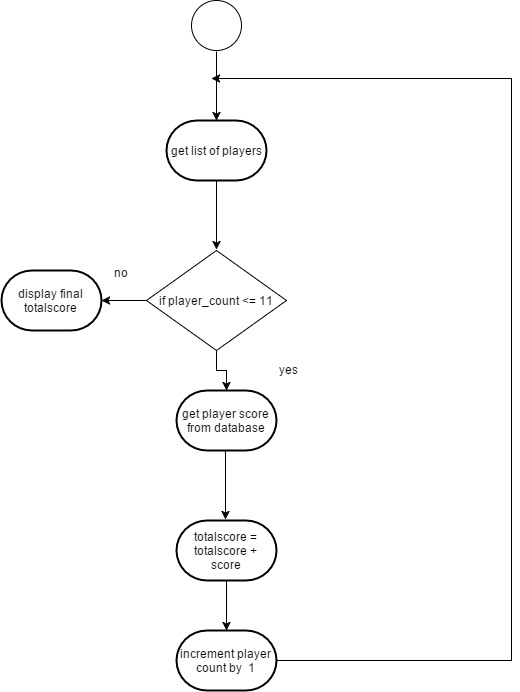 get list of players
if player_count <= 11
no
display final
totalscore
yes
get player score
from database
totalscore =
totalscore +
score
increment player
count by 1